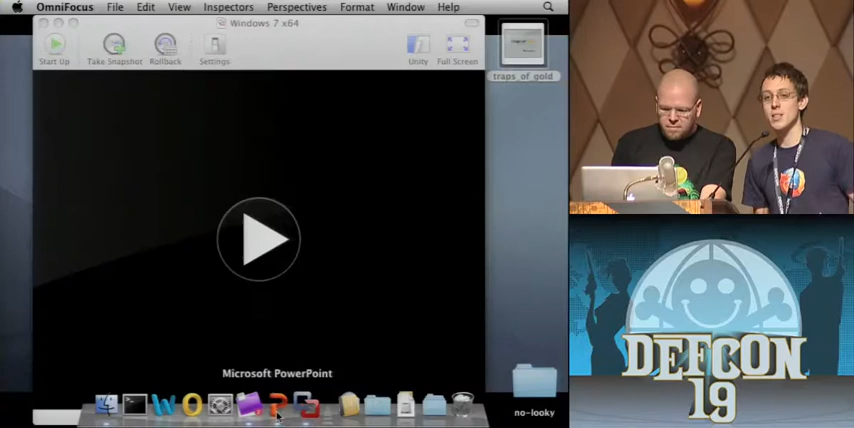 OmniFocus File Edit View Inspectors Perspectives Format Window Help
Windows 7 x64
Start Up Take Snapshot Rollback Settings Unity Full Screen
traps_of_gold
Microsoft PowerPoint
no-looky
DEFCON
19